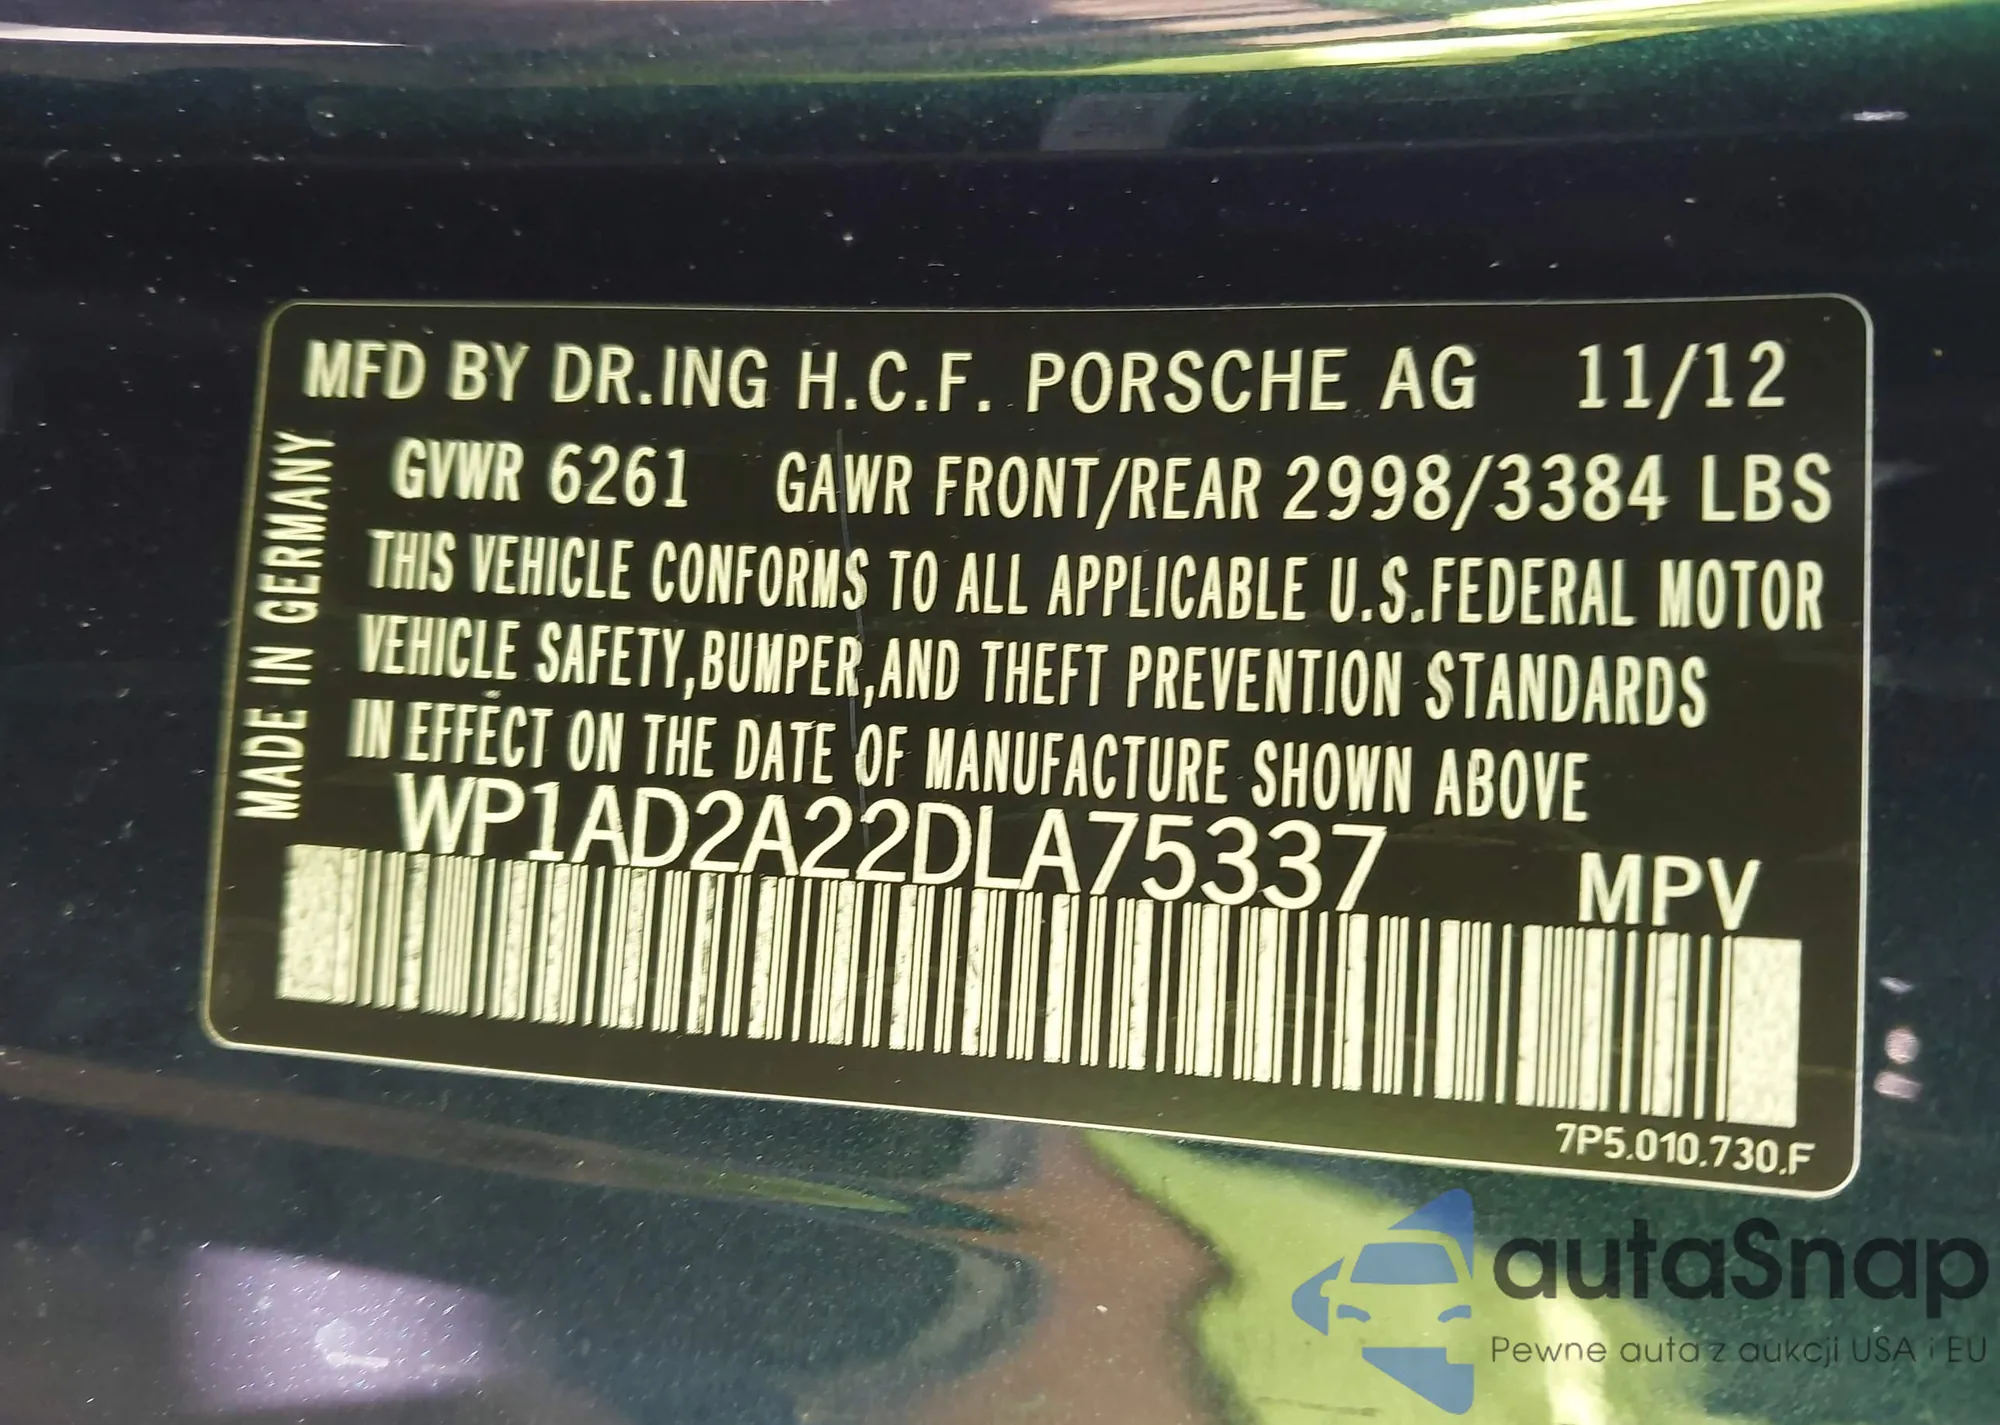 MFD BY DR.ING H.C.F. PORSCHE AG 11/12
GVWR 6261 GAWR FRONT/REAR 2998/3384 LBS
THIS VEHICLE CONFORMS TO ALL APPLICABLE U.S.FEDERAL MOTOR
VEHICLE SAFETY,BUMPER,AND THEFT PREVENTION STANDARDS
IN EFFECT ON THE DATE OF MANUFACTURE SHOWN ABOVE
WP1AD2A22DLA75337 MPV
MADE IN GERMANY
7P5.010.730.F
autaSnap
Pewne auta z aukcji USA i EU